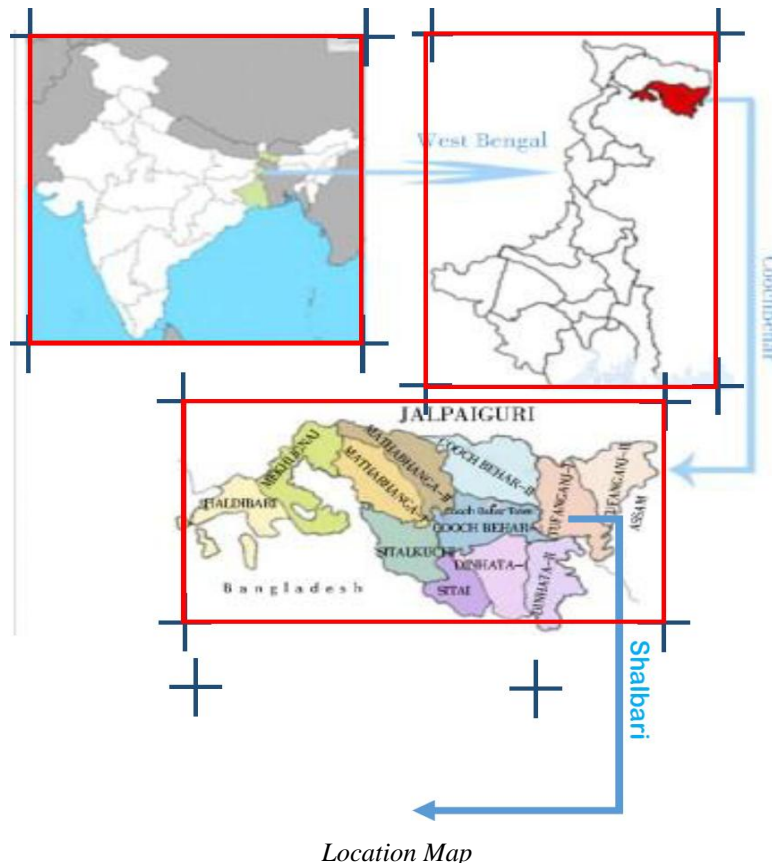 West Bengal
Coochbehar
JALPAIGURI
MEKHLIGANJ
MATHABHANGA-II
MATHABHANGA-I
COOCH BEHAR-II
TUFANGANJ-I
TUFANGANJ-II
HALDIBARI
Cooch Behar Town
COOCH BEHAR-I
ASSAM
SITALKUCHI
DINHATA-I
DINHATA-II
Bangladesh
SITAI
Shalbari
Location Map